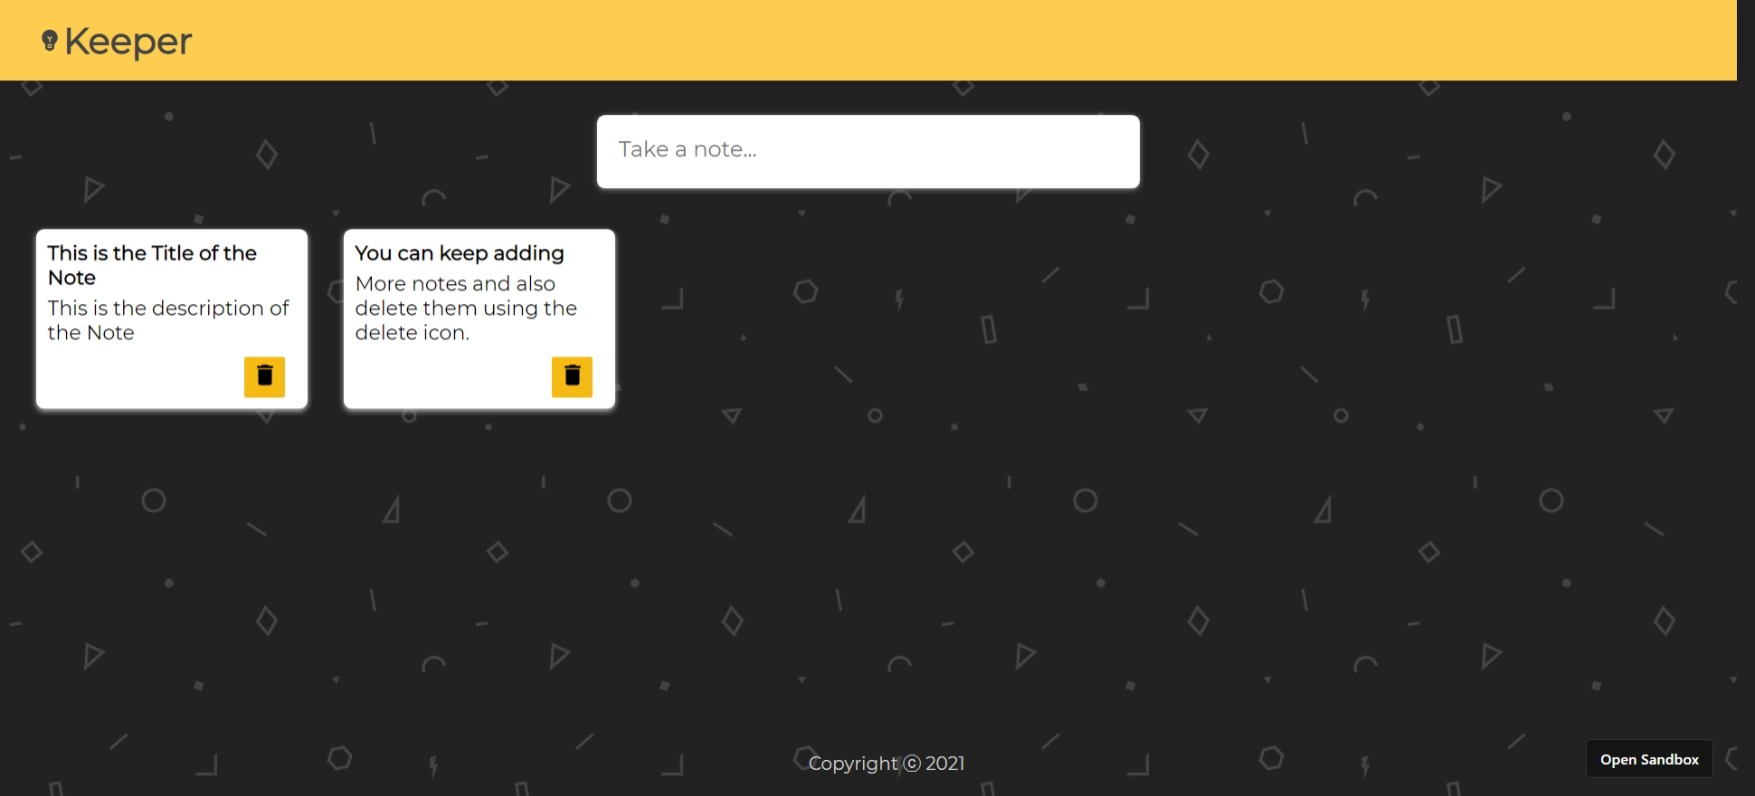 Keeper
Take a note...
This is the Title of the
Note
This is the description of
the Note
You can keep adding
More notes and also
delete them using the
delete icon.
Copyright ⓒ 2021
Open Sandbox